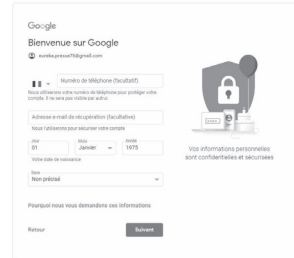 Google
Bienvenue sur Google
eureka.presse75@gmail.com
Numéro de téléphone (facultatif)
Nous utiliserons votre numéro de téléphone pour protéger votre
compte. Il ne sera pas visible par autrui.
Adresse e-mail de récupération (facultative)
Nous l'utiliserons pour sécuriser votre compte
Jour Mois Année
01 Janvier 1975
Votre date de naissance
Vos informations personnelles
sont confidentielles et sécurisées
Sexe
Non précisé
Pourquoi nous vous demandons ces informations
Retour Suivant